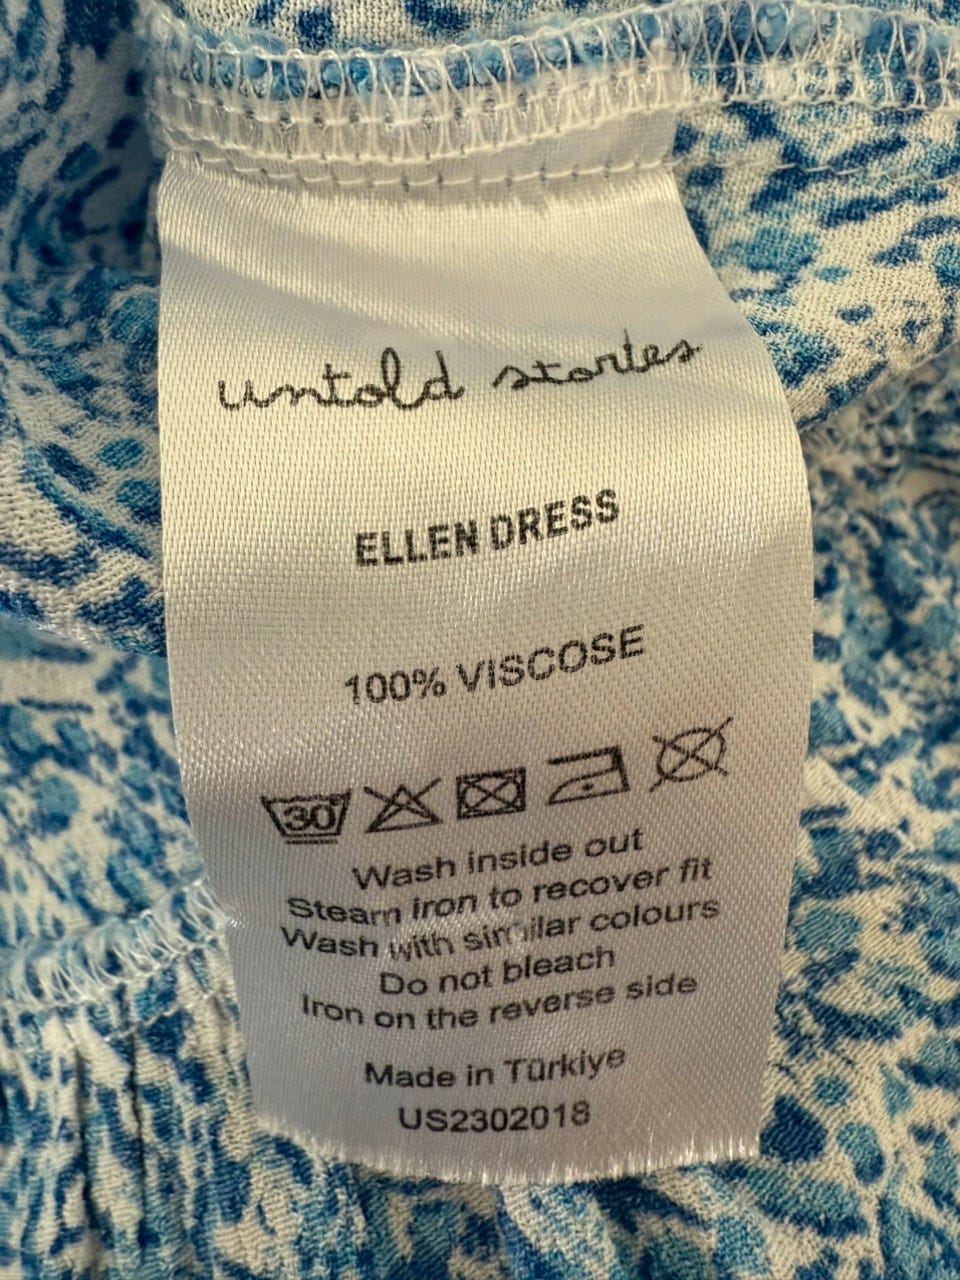 untold stories
ELLEN DRESS
100% VISCOSE
30
Wash inside out
Steam iron to recover fit
Wash with similar colours
Do not bleach
Iron on the reverse side
Made in Türkiye
US2302018